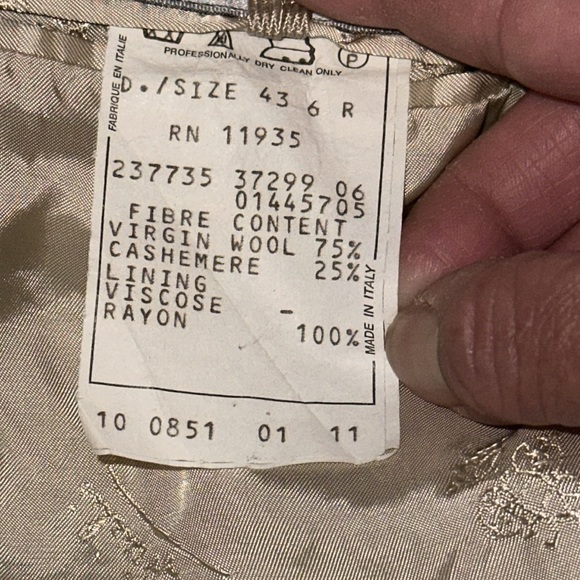 PROFESSIONALLY DRY CLEAN ONLY
P
FABRIQUE EN ITALIE
D./SIZE 43 6 R
RN 11935
237735 37299 06
01445705
FIBRE CONTENT
VIRGIN WOOL 75%
CASHEMERE 25%
LINING
VISCOSE -
RAYON 100%
MADE IN ITALY
10 0851 01 11